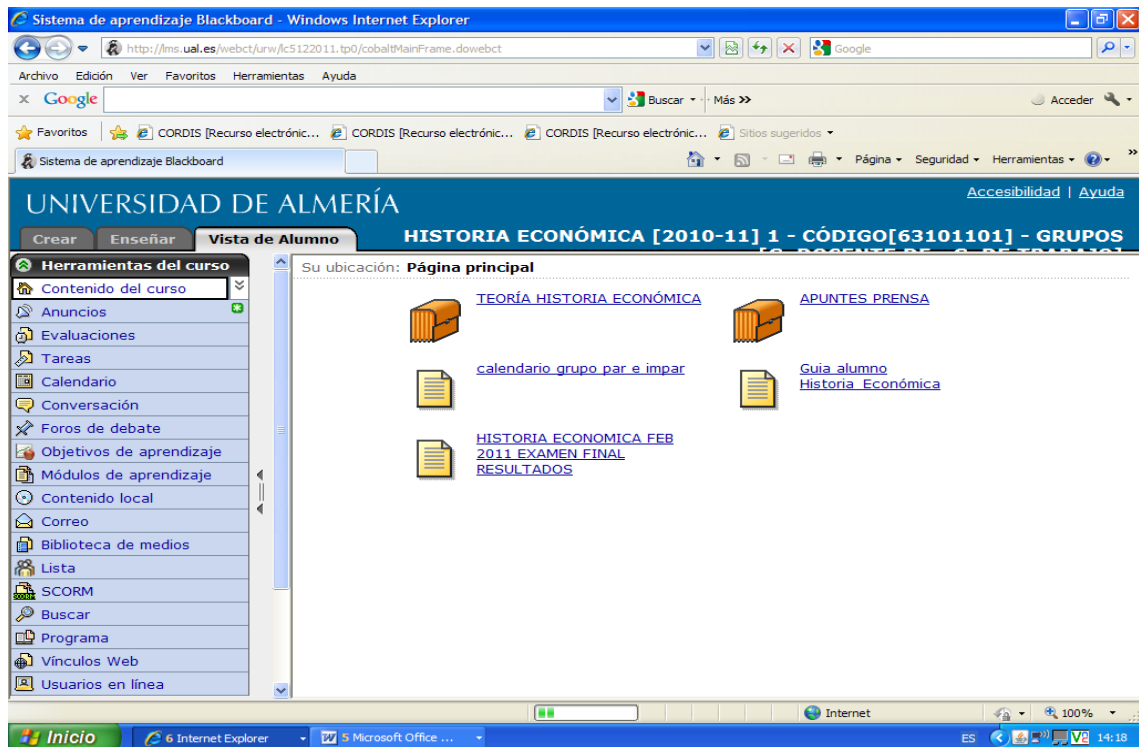 Sistema de aprendizaje Blackboard - Windows Internet Explorer
http://lms.ual.es/webct/urw/lc5122011.tp0/cobaltMainFrame.dowebct
Google
Archivo Edición Ver Favoritos Herramientas Ayuda
x Google Buscar Más >> Acceder
Favoritos CORDIS [Recurso electrónic... CORDIS [Recurso electrónic... CORDIS [Recurso electrónic... Sitios sugeridos
Sistema de aprendizaje Blackboard Página Seguridad Herramientas >>
UNIVERSIDAD DE ALMERÍA
Accesibilidad | Ayuda
Crear Enseñar Vista de Alumno
HISTORIA ECONÓMICA [2010-11] 1 - CÓDIGO[63101101] - GRUPOS
[G. DOCENTE DE - G. DE TRABAJO]
Herramientas del curso
Contenido del curso
Anuncios
Evaluaciones
Tareas
Calendario
Conversación
Foros de debate
Objetivos de aprendizaje
Módulos de aprendizaje
Contenido local
Correo
Biblioteca de medios
Lista
SCORM
Buscar
Programa
Vínculos Web
Usuarios en línea
Su ubicación: Página principal
TEORÍA HISTORIA ECONÓMICA
APUNTES PRENSA
calendario grupo par e impar
Guia alumno
Historia_Económica
HISTORIA ECONOMICA FEB
2011 EXAMEN FINAL
RESULTADOS
Internet 100%
Inicio 6 Internet Explorer 5 Microsoft Office ... ES 14:18